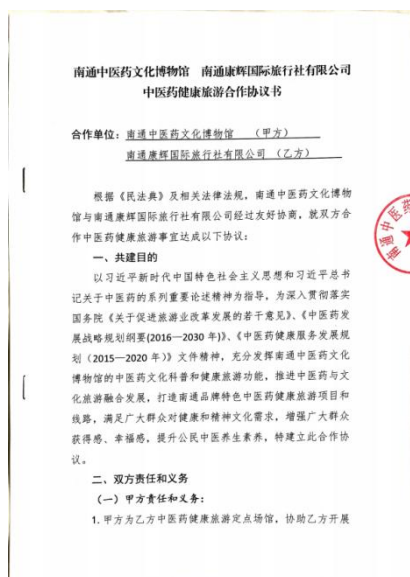 南通中医药文化博物馆　南通康辉国际旅行社有限公司
中医药健康旅游合作协议书
合作单位：南通中医药文化博物馆　（甲方）
南通康辉国际旅行社有限公司（乙方）
根据《民法典》及相关法律法规，南通中医药文化博物
馆与南通康辉国际旅行社有限公司经过友好协商，就双方合
作中医药健康旅游事宜达成以下协议：
一、共建目的
以习近平新时代中国特色社会主义思想和习近平总书
记关于中医药的系列重要论述精神为指导，为深入贯彻落实
国务院《关于促进旅游业改革发展的若干意见》、《中医药发
展战略规划纲要(2016—2030 年)》、《中医药健康服务发展规
划（2015—2020 年）》文件精神，充分发挥南通中医药文化
博物馆的中医药文化科普和健康旅游功能，推进中医药与文
化旅游融合发展，打造南通品牌特色中医药健康旅游项目和
线路，满足广大群众对健康和精神文化需求，增强广大群众
获得感、幸福感，提升公民中医养生素养，特建立此合作协
议。
二、双方责任和义务
（一）甲方责任和义务：
1. 甲方为乙方中医药健康旅游定点场馆，协助乙方开展
南通中医药